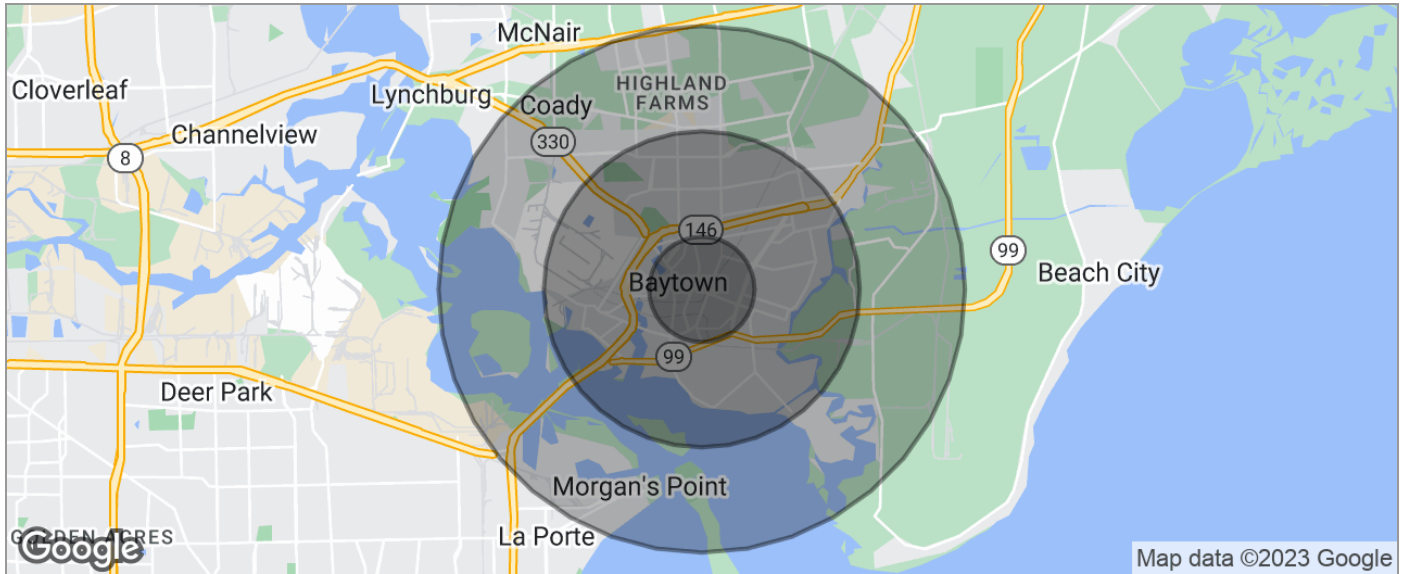 McNair
HIGHLAND
FARMS
Cloverleaf
Lynchburg
Coady
Channelview
330
8
146
99
Baytown
Beach City
99
Deer Park
Morgan's Point
La Porte
GOLDEN ACRES
Google
Map data ©2023 Google